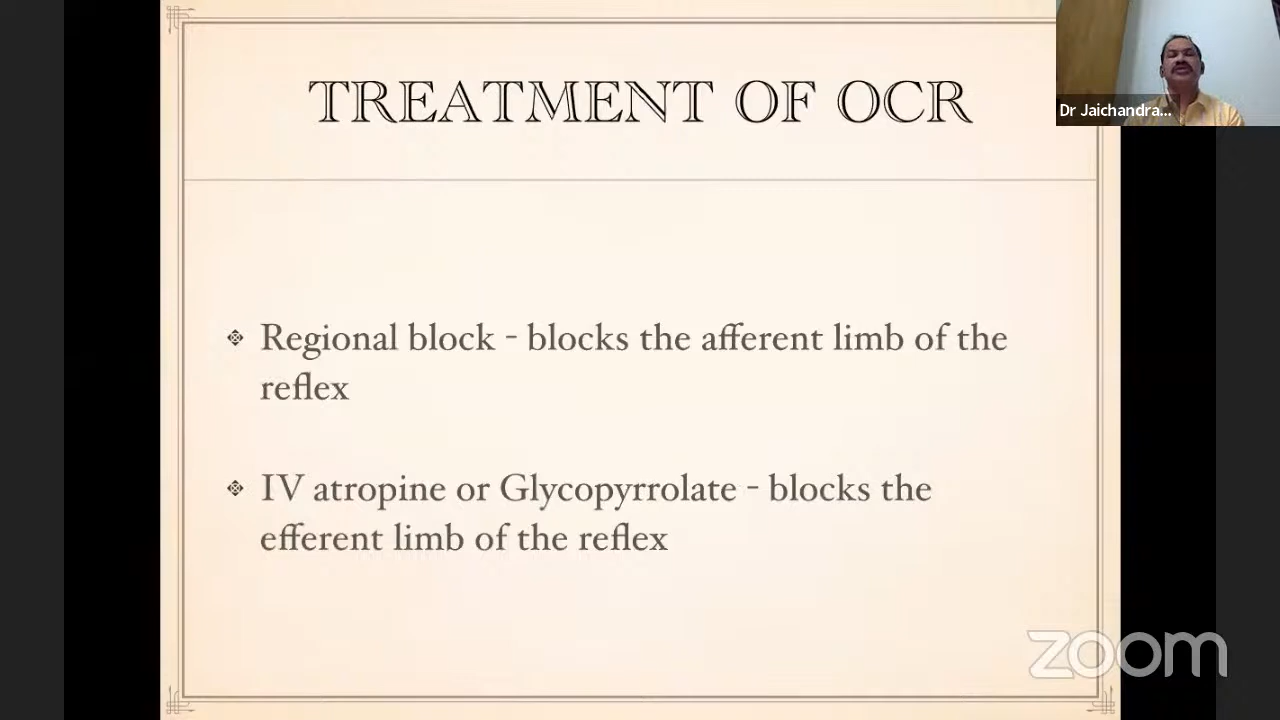 TREATMENT OF OCR
Dr Jaichandra...
Regional block - blocks the afferent limb of the
reflex
IV atropine or Glycopyrrolate - blocks the
efferent limb of the reflex
zoom